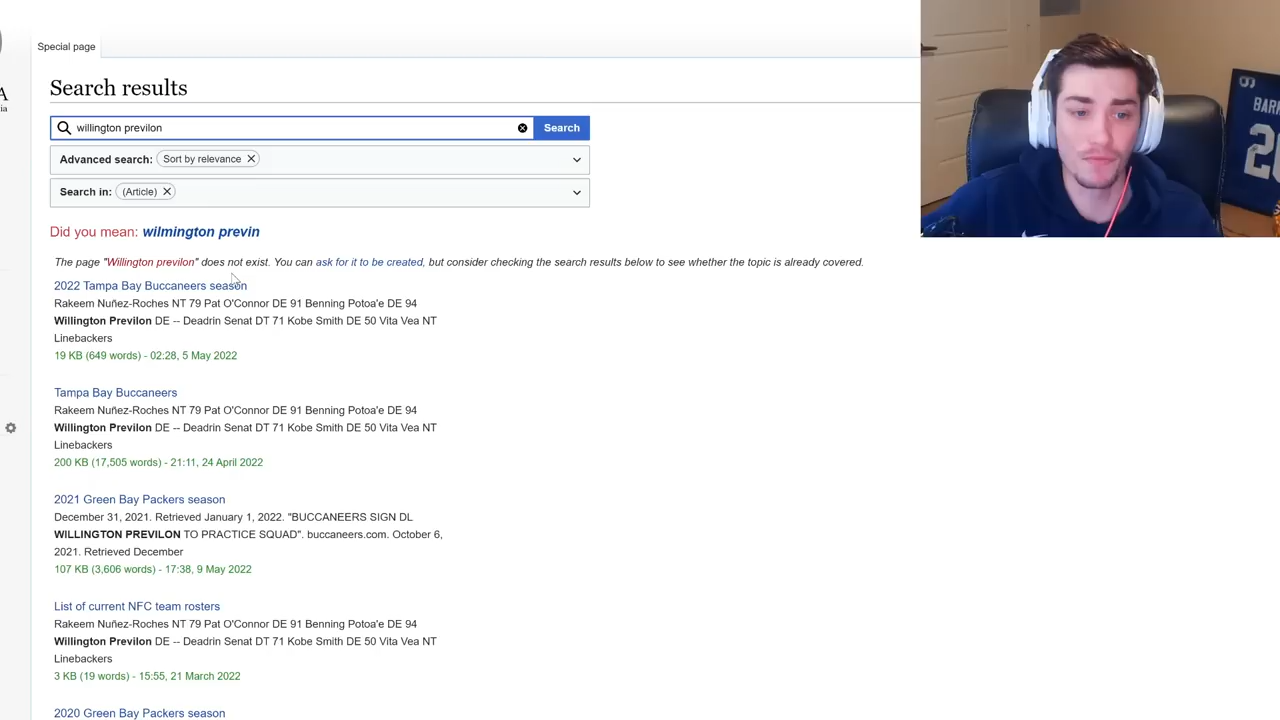 A
ia
Special page
Search results
willington previlon
Search
Advanced search: Sort by relevance
Search in: (Article)
Did you mean: wilmington previn
The page "Willington previlon" does not exist. You can ask for it to be created, but consider checking the search results below to see whether the topic is already covered.
2022 Tampa Bay Buccaneers season
Rakeem Nuñez-Roches NT 79 Pat O'Connor DE 91 Benning Potoa'e DE 94
Willington Previlon DE -- Deadrin Senat DT 71 Kobe Smith DE 50 Vita Vea NT
Linebackers
19 KB (649 words) - 02:28, 5 May 2022
Tampa Bay Buccaneers
Rakeem Nuñez-Roches NT 79 Pat O'Connor DE 91 Benning Potoa'e DE 94
Willington Previlon DE -- Deadrin Senat DT 71 Kobe Smith DE 50 Vita Vea NT
Linebackers
200 KB (17,505 words) - 21:11, 24 April 2022
2021 Green Bay Packers season
December 31, 2021. Retrieved January 1, 2022. "BUCCANEERS SIGN DL
WILLINGTON PREVILON TO PRACTICE SQUAD". buccaneers.com. October 6,
2021. Retrieved December
107 KB (3,606 words) - 17:38, 9 May 2022
List of current NFC team rosters
Rakeem Nuñez-Roches NT 79 Pat O'Connor DE 91 Benning Potoa'e DE 94
Willington Previlon DE -- Deadrin Senat DT 71 Kobe Smith DE 50 Vita Vea NT
Linebackers
3 KB (19 words) - 15:55, 21 March 2022
2020 Green Bay Packers season
BAR
2